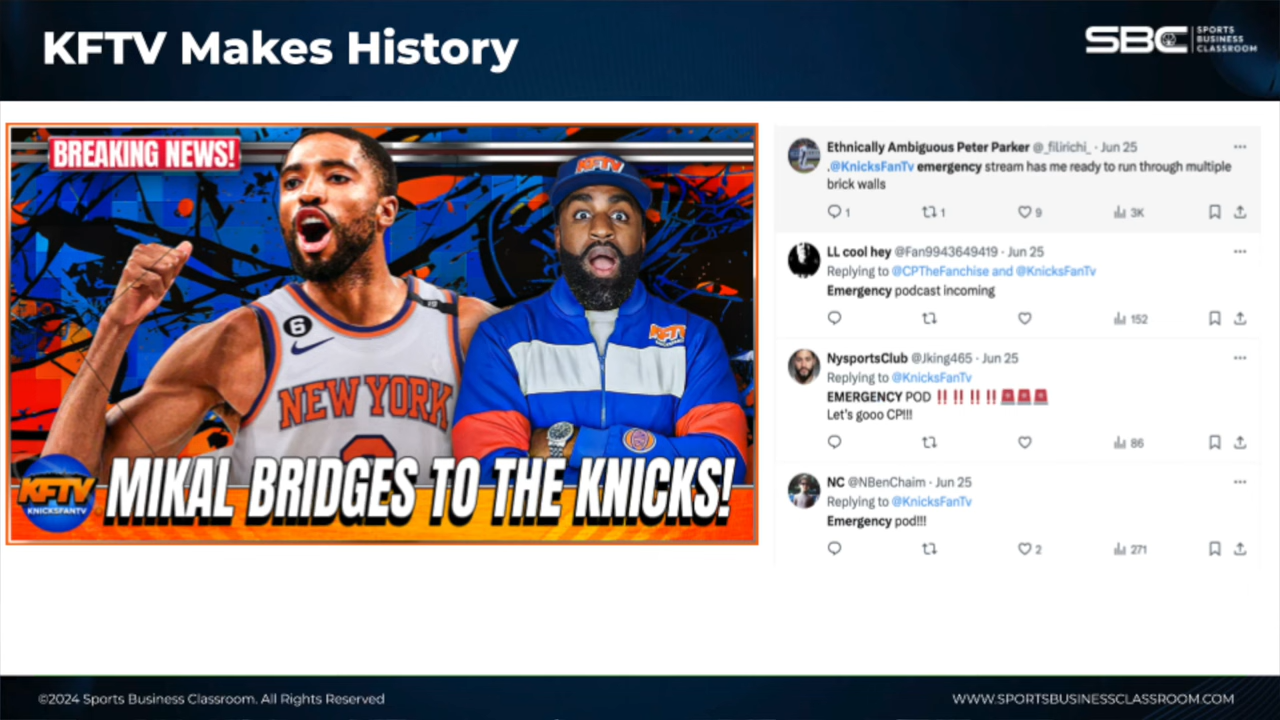 KFTV Makes History
SBC
SPORTS
BUSINESS
CLASSROOM
BREAKING NEWS!
KFTV
KFTV
6
NEW YORK
KFTV
KNICKSFANTV
MIKAL BRIDGES TO THE KNICKS!
Ethnically Ambiguous Peter Parker @_filirichi_ · Jun 25
.@KnicksFanTv emergency stream has me ready to run through multiple
brick walls
1 1 9 3K
LL cool hey @Fan9943649419 · Jun 25
Replying to @CPTheFanchise and @KnicksFanTv
Emergency podcast incoming
152
NYsportsClub @Jking465 · Jun 25
Replying to @KnicksFanTv
EMERGENCY POD ‼️ ‼️ ‼️ ‼️ 🚨🚨🚨
Let's gooo CP!!!
86
NC @NBenChaim · Jun 25
Replying to @KnicksFanTv
Emergency pod!!!
2 271
©2024 Sports Business Classroom. All Rights Reserved
WWW.SPORTSBUSINESSCLASSROOM.COM